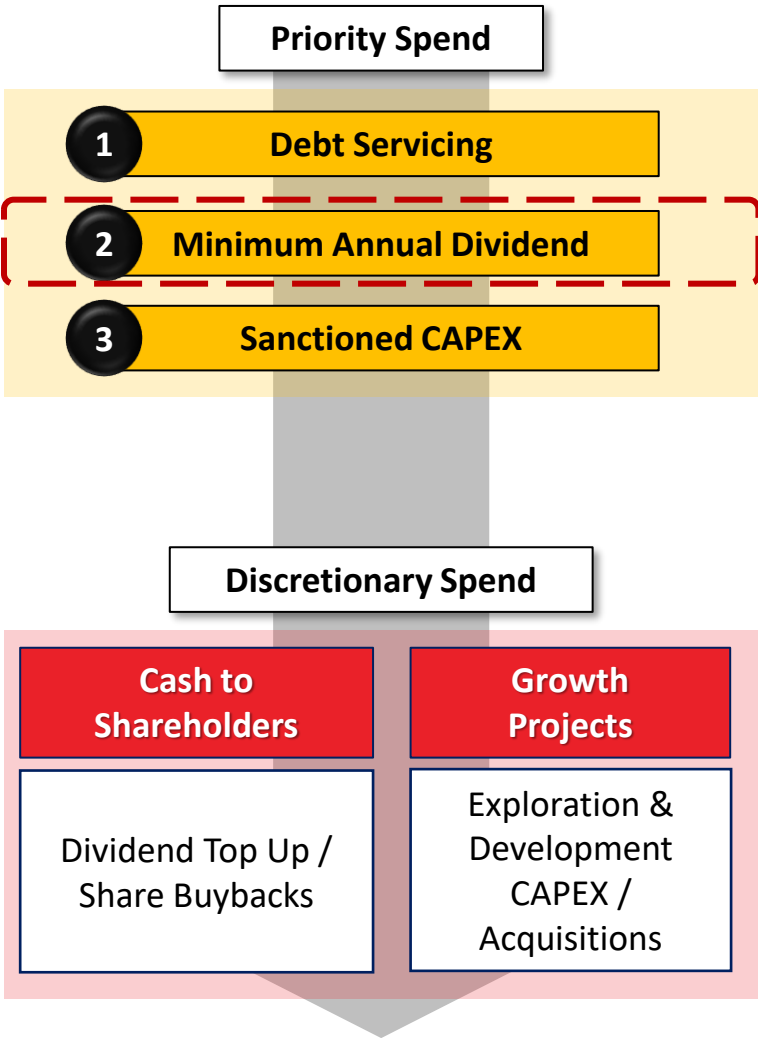 Priority Spend
1
Debt Servicing
2
Minimum Annual Dividend
3
Sanctioned CAPEX
Discretionary Spend
Cash to
Shareholders
Dividend Top Up /
Share Buybacks
Growth
Projects
Exploration &
Development
CAPEX /
Acquisitions